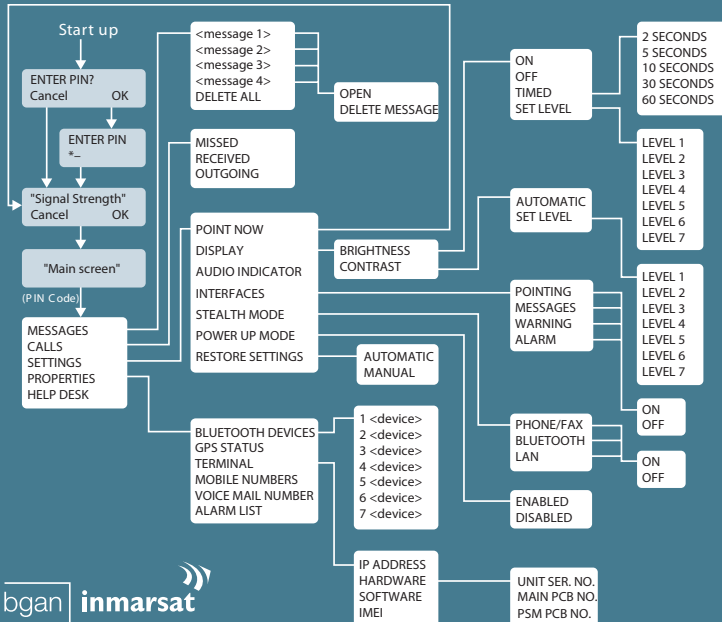 Start up
ENTER PIN?
Cancel OK
ENTER PIN
*–
"Signal Strength"
Cancel OK
"Main screen"
(PIN Code)
MESSAGES
CALLS
SETTINGS
PROPERTIES
HELP DESK
<message 1>
<message 2>
<message 3>
<message 4>
DELETE ALL
OPEN
DELETE MESSAGE
MISSED
RECEIVED
OUTGOING
POINT NOW
DISPLAY
AUDIO INDICATOR
INTERFACES
STEALTH MODE
POWER UP MODE
RESTORE SETTINGS
BRIGHTNESS
CONTRAST
AUTOMATIC
MANUAL
BLUETOOTH DEVICES
GPS STATUS
TERMINAL
MOBILE NUMBERS
VOICE MAIL NUMBER
ALARM LIST
1 <device>
2 <device>
3 <device>
4 <device>
5 <device>
6 <device>
7 <device>
IP ADDRESS
HARDWARE
SOFTWARE
IMEI
ON
OFF
TIMED
SET LEVEL
2 SECONDS
5 SECONDS
10 SECONDS
30 SECONDS
60 SECONDS
LEVEL 1
LEVEL 2
LEVEL 3
LEVEL 4
LEVEL 5
LEVEL 6
LEVEL 7
AUTOMATIC
SET LEVEL
LEVEL 1
LEVEL 2
LEVEL 3
LEVEL 4
LEVEL 5
LEVEL 6
LEVEL 7
POINTING
MESSAGES
WARNING
ALARM
ON
OFF
PHONE/FAX
BLUETOOTH
LAN
ON
OFF
ENABLED
DISABLED
UNIT SER. NO.
MAIN PCB NO.
PSM PCB NO.
bgan inmarsat